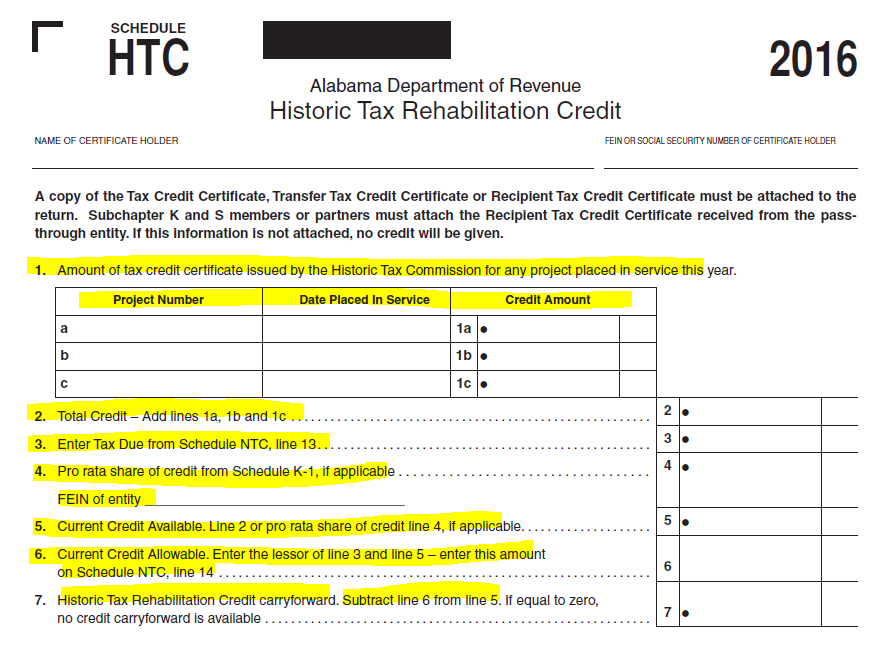 SCHEDULE
HTC
2016
Alabama Department of Revenue
Historic Tax Rehabilitation Credit
NAME OF CERTIFICATE HOLDER
FEIN OR SOCIAL SECURITY NUMBER OF CERTIFICATE HOLDER
A copy of the Tax Credit Certificate, Transfer Tax Credit Certificate or Recipient Tax Credit Certificate must be attached to the
return. Subchapter K and S members or partners must attach the Recipient Tax Credit Certificate received from the pass-
through entity. If this information is not attached, no credit will be given.
1. Amount of tax credit certificate issued by the Historic Tax Commission for any project placed in service this year.
Project Number Date Placed In Service Credit Amount
a 1a •
b 1b •
c 1c •
2. Total Credit – Add lines 1a, 1b and 1c . . . . . . . . . . . . . . . . . . . . 2 •
3. Enter Tax Due from Schedule NTC, line 13. . . . . . . . . . . . . . . . . . . . 3 •
4. Pro rata share of credit from Schedule K-1, if applicable . . . . . . . . . . . . . . . . . . . . 4 •
FEIN of entity ____________________
5. Current Credit Available. Line 2 or pro rata share of credit line 4, if applicable. . . . . . . . . . . . . . . . . . . . 5 •
6. Current Credit Allowable. Enter the lessor of line 3 and line 5 – enter this amount
on Schedule NTC, line 14 . . . . . . . . . . . . . . . . . . . . 6
7. Historic Tax Rehabilitation Credit carryforward. Subtract line 6 from line 5. If equal to zero,
no credit carryforward is available . . . . . . . . . . . . . . . . . . . . 7 •